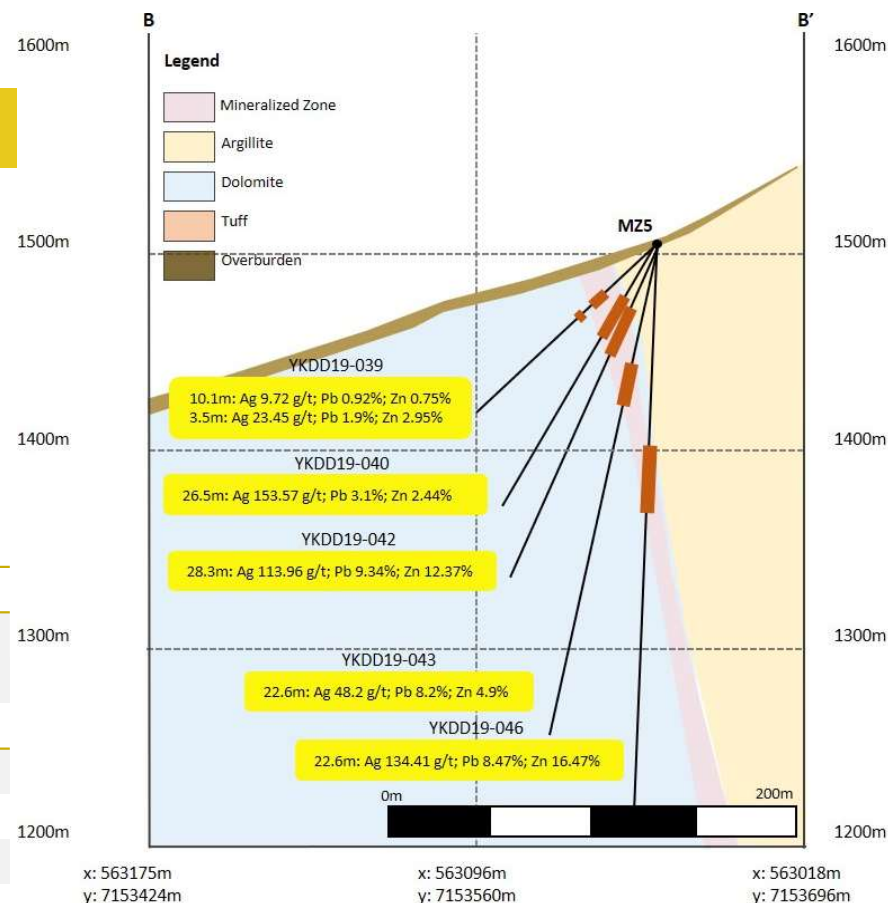 B
B′
1600m
1600m
Legend
Mineralized Zone
Argillite
Dolomite
Tuff
Overburden
MZ5
1500m
1500m
YKDD19-039
10.1m: Ag 9.72 g/t; Pb 0.92%; Zn 0.75%
3.5m: Ag 23.45 g/t; Pb 1.9%; Zn 2.95%
1400m
1400m
YKDD19-040
26.5m: Ag 153.57 g/t; Pb 3.1%; Zn 2.44%
YKDD19-042
28.3m: Ag 113.96 g/t; Pb 9.34%; Zn 12.37%
1300m
1300m
YKDD19-043
22.6m: Ag 48.2 g/t; Pb 8.2%; Zn 4.9%
YKDD19-046
22.6m: Ag 134.41 g/t; Pb 8.47%; Zn 16.47%
0m
200m
1200m
1200m
x: 563175m
y: 7153424m
x: 563096m
y: 7153560m
x: 563018m
y: 7153696m